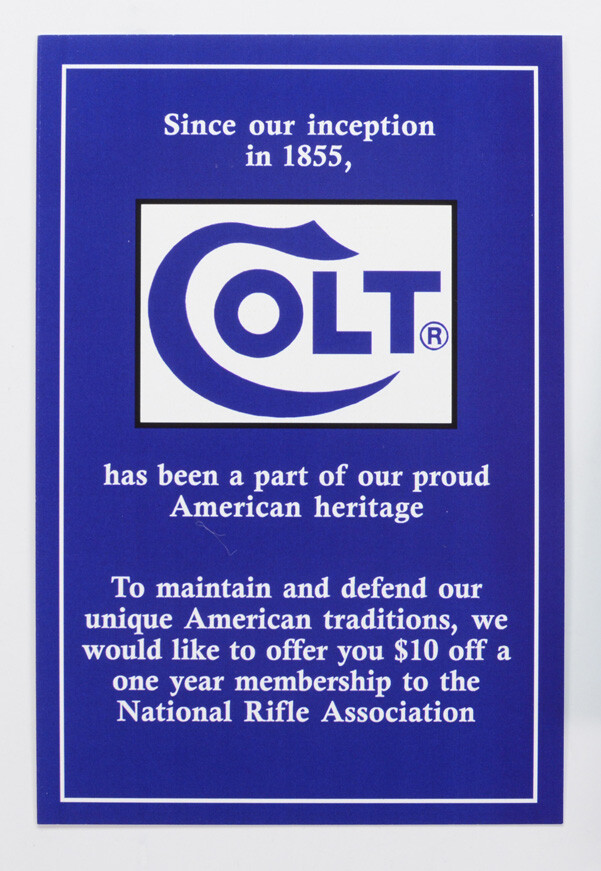 Since our inception
in 1855,
COLT®
has been a part of our proud
American heritage
To maintain and defend our
unique American traditions, we
would like to offer you $10 off a
one year membership to the
National Rifle Association